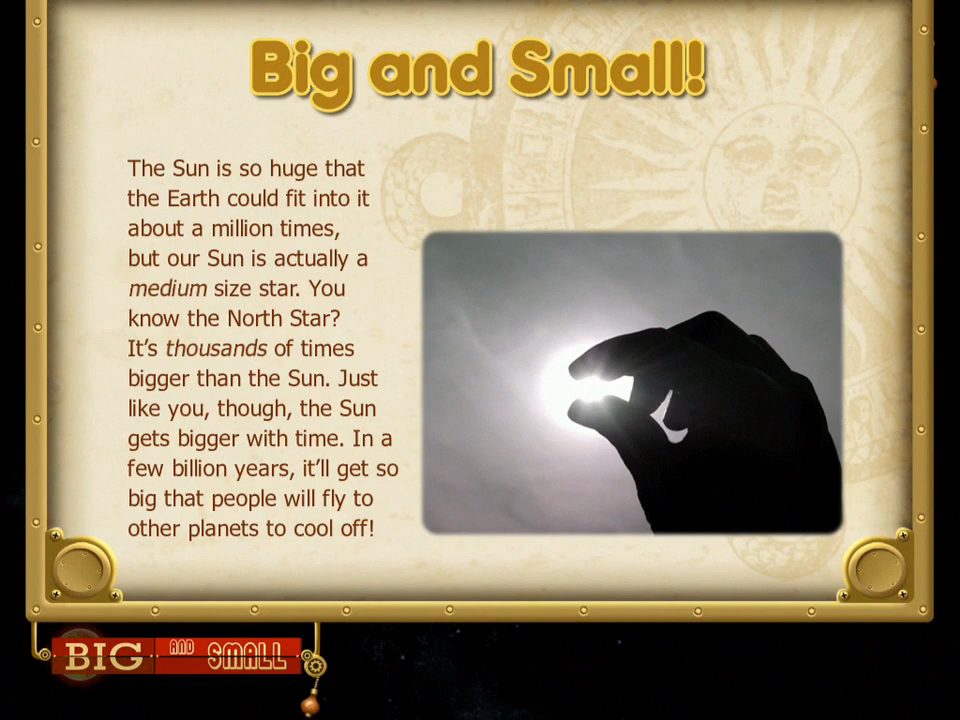 Big and Small!
The Sun is so huge that
the Earth could fit into it
about a million times,
but our Sun is actually a
medium size star. You
know the North Star?
It's thousands of times
bigger than the Sun. Just
like you, though, the Sun
gets bigger with time. In a
few billion years, it'll get so
big that people will fly to
other planets to cool off!
BIG AND SMALL